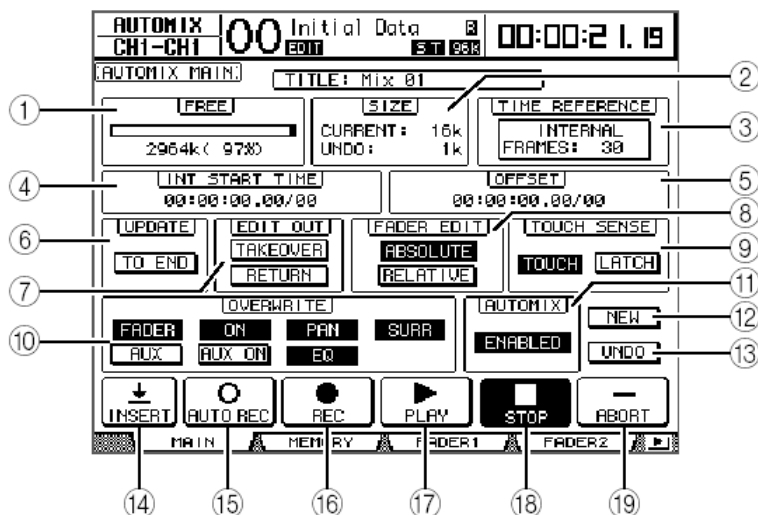 AUTOMIX
CH1-CH1
00 Initial Data
EDIT
ST 96K
00:00:21.19
AUTOMIX MAIN
TITLE: Mix 01
FREE
2964k( 97%)
SIZE
CURRENT: 16k
UNDO: 1k
TIME REFERENCE
INTERNAL
FRAMES: 30
INT START TIME
00:00:00.00/00
OFFSET
00:00:00.00/00
UPDATE
TO END
EDIT OUT
TAKEOVER
RETURN
FADER EDIT
ABSOLUTE
RELATIVE
TOUCH SENSE
TOUCH LATCH
OVERWRITE
FADER ON PAN SURR
AUX AUX ON EQ
AUTOMIX
ENABLED
NEW
UNDO
INSERT AUTO REC REC PLAY STOP ABORT
MAIN MEMORY FADER1 FADER2
1
2
3
4
5
6
7
8
9
10
11
12
13
14 15 16 17 18 19